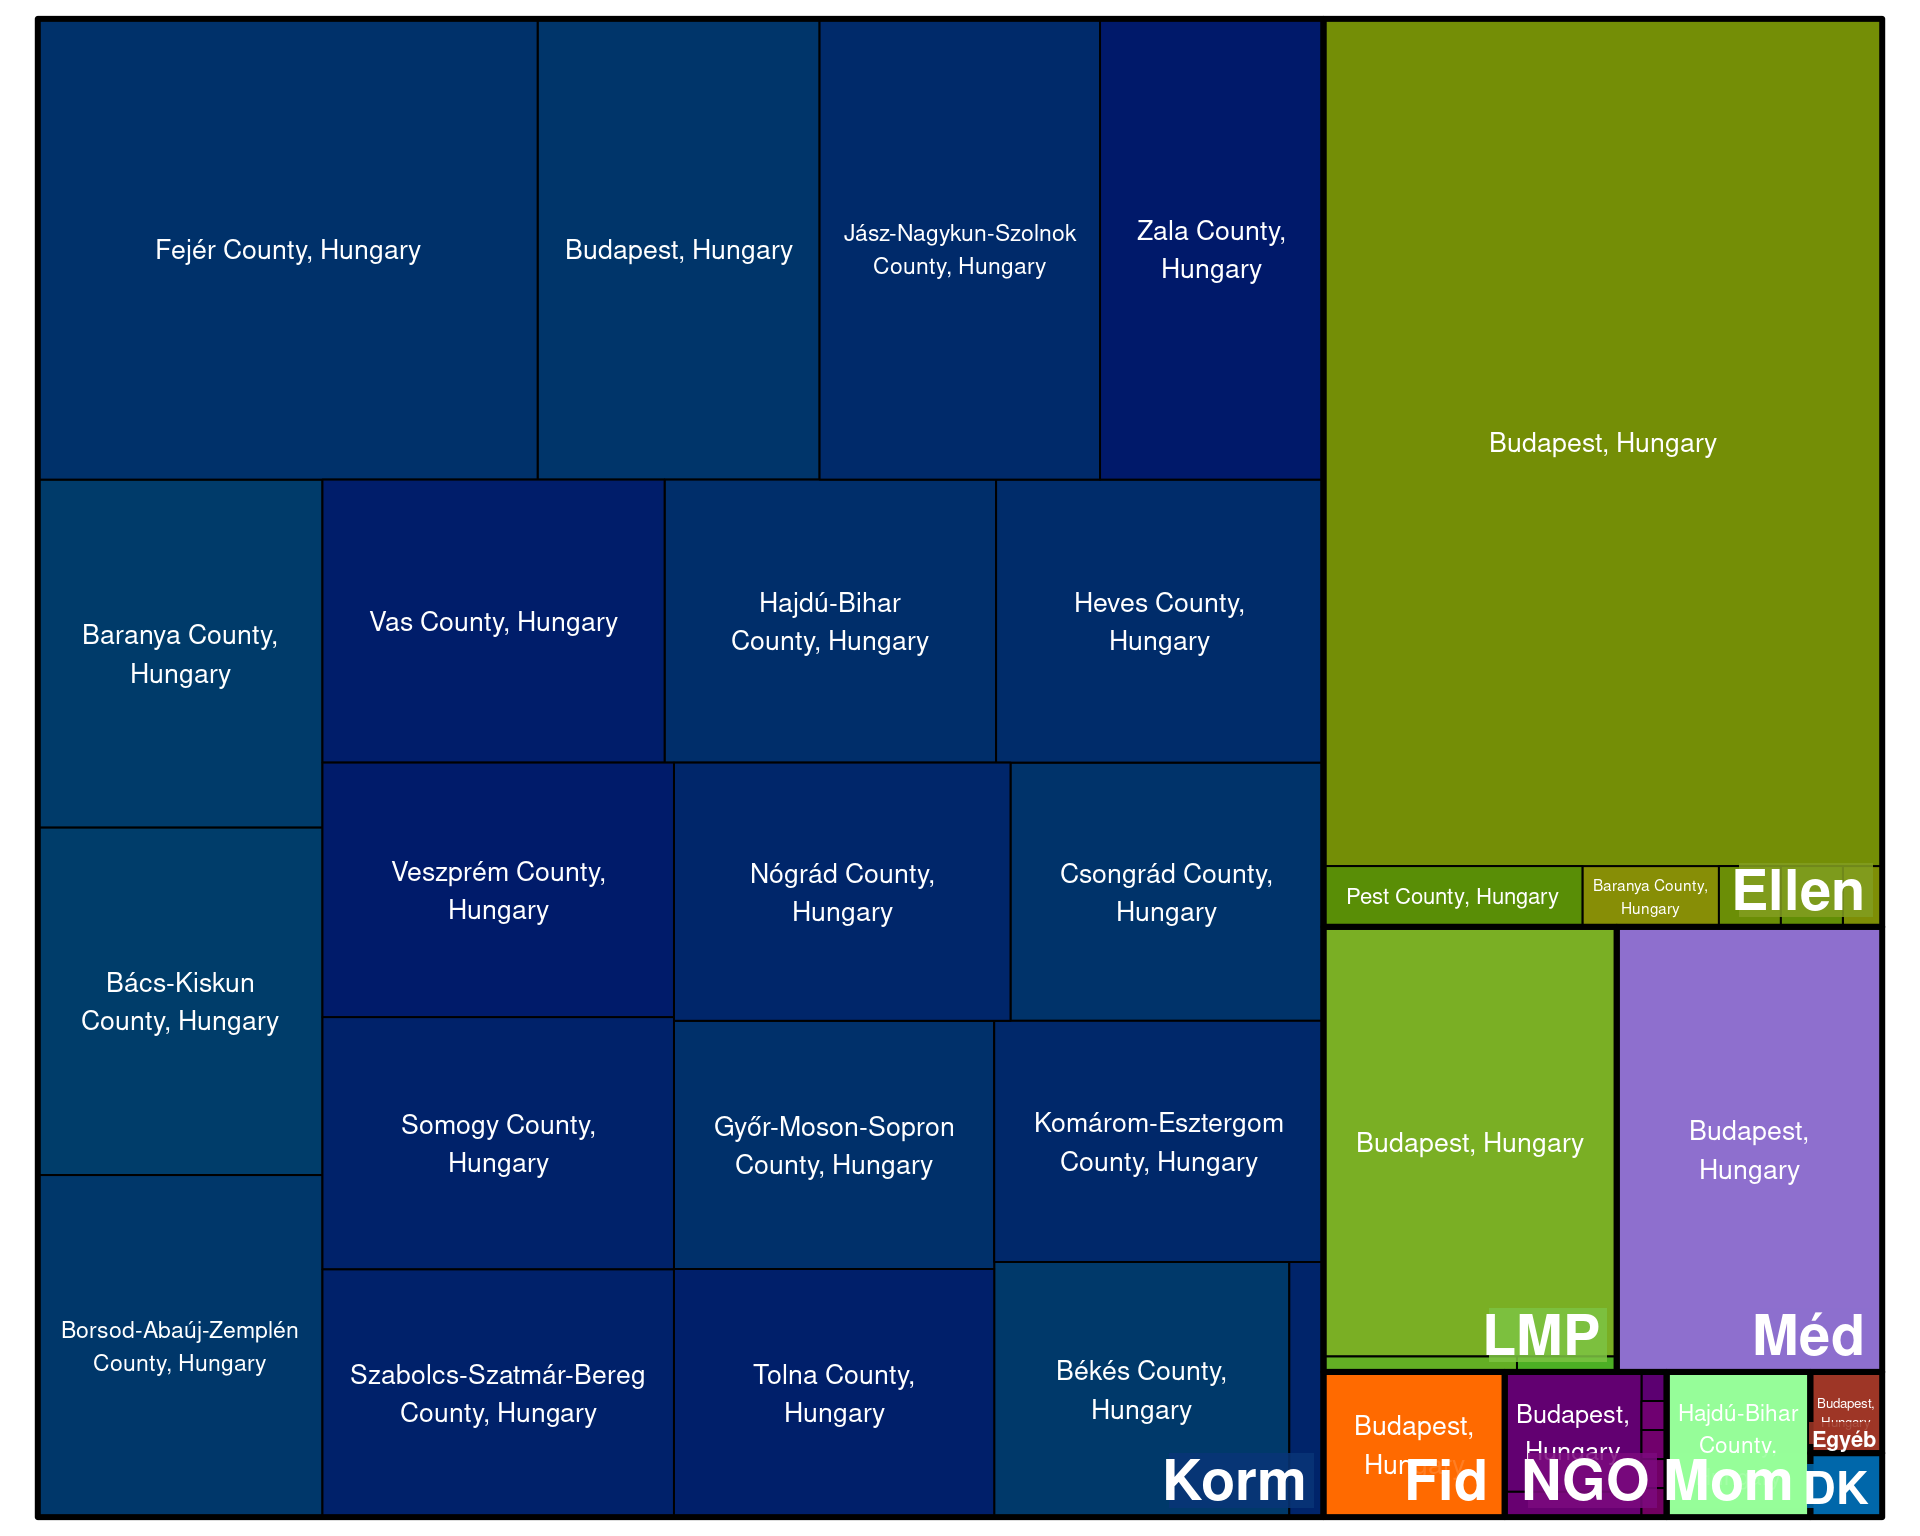 Fejér County, Hungary
Budapest, Hungary
Jász-Nagykun-Szolnok
County, Hungary
Zala County,
Hungary
Baranya County,
Hungary
Vas County, Hungary
Hajdú-Bihar
County, Hungary
Heves County,
Hungary
Bács-Kiskun
County, Hungary
Veszprém County,
Hungary
Nógrád County,
Hungary
Csongrád County,
Hungary
Somogy County,
Hungary
Győr-Moson-Sopron
County, Hungary
Komárom-Esztergom
County, Hungary
Borsod-Abaúj-Zemplén
County, Hungary
Szabolcs-Szatmár-Bereg
County, Hungary
Tolna County,
Hungary
Békés County,
Hungary
Korm
Budapest, Hungary
Pest County, Hungary
Baranya County,
Hungary
Ellen
Budapest, Hungary
LMP
Budapest,
Hungary
Méd
Budapest,
Hungary
Fid
Budapest,
Hungary
NGO
Hajdú-Bihar
County,
Mom
Budapest,
Hungary
Egyéb
DK